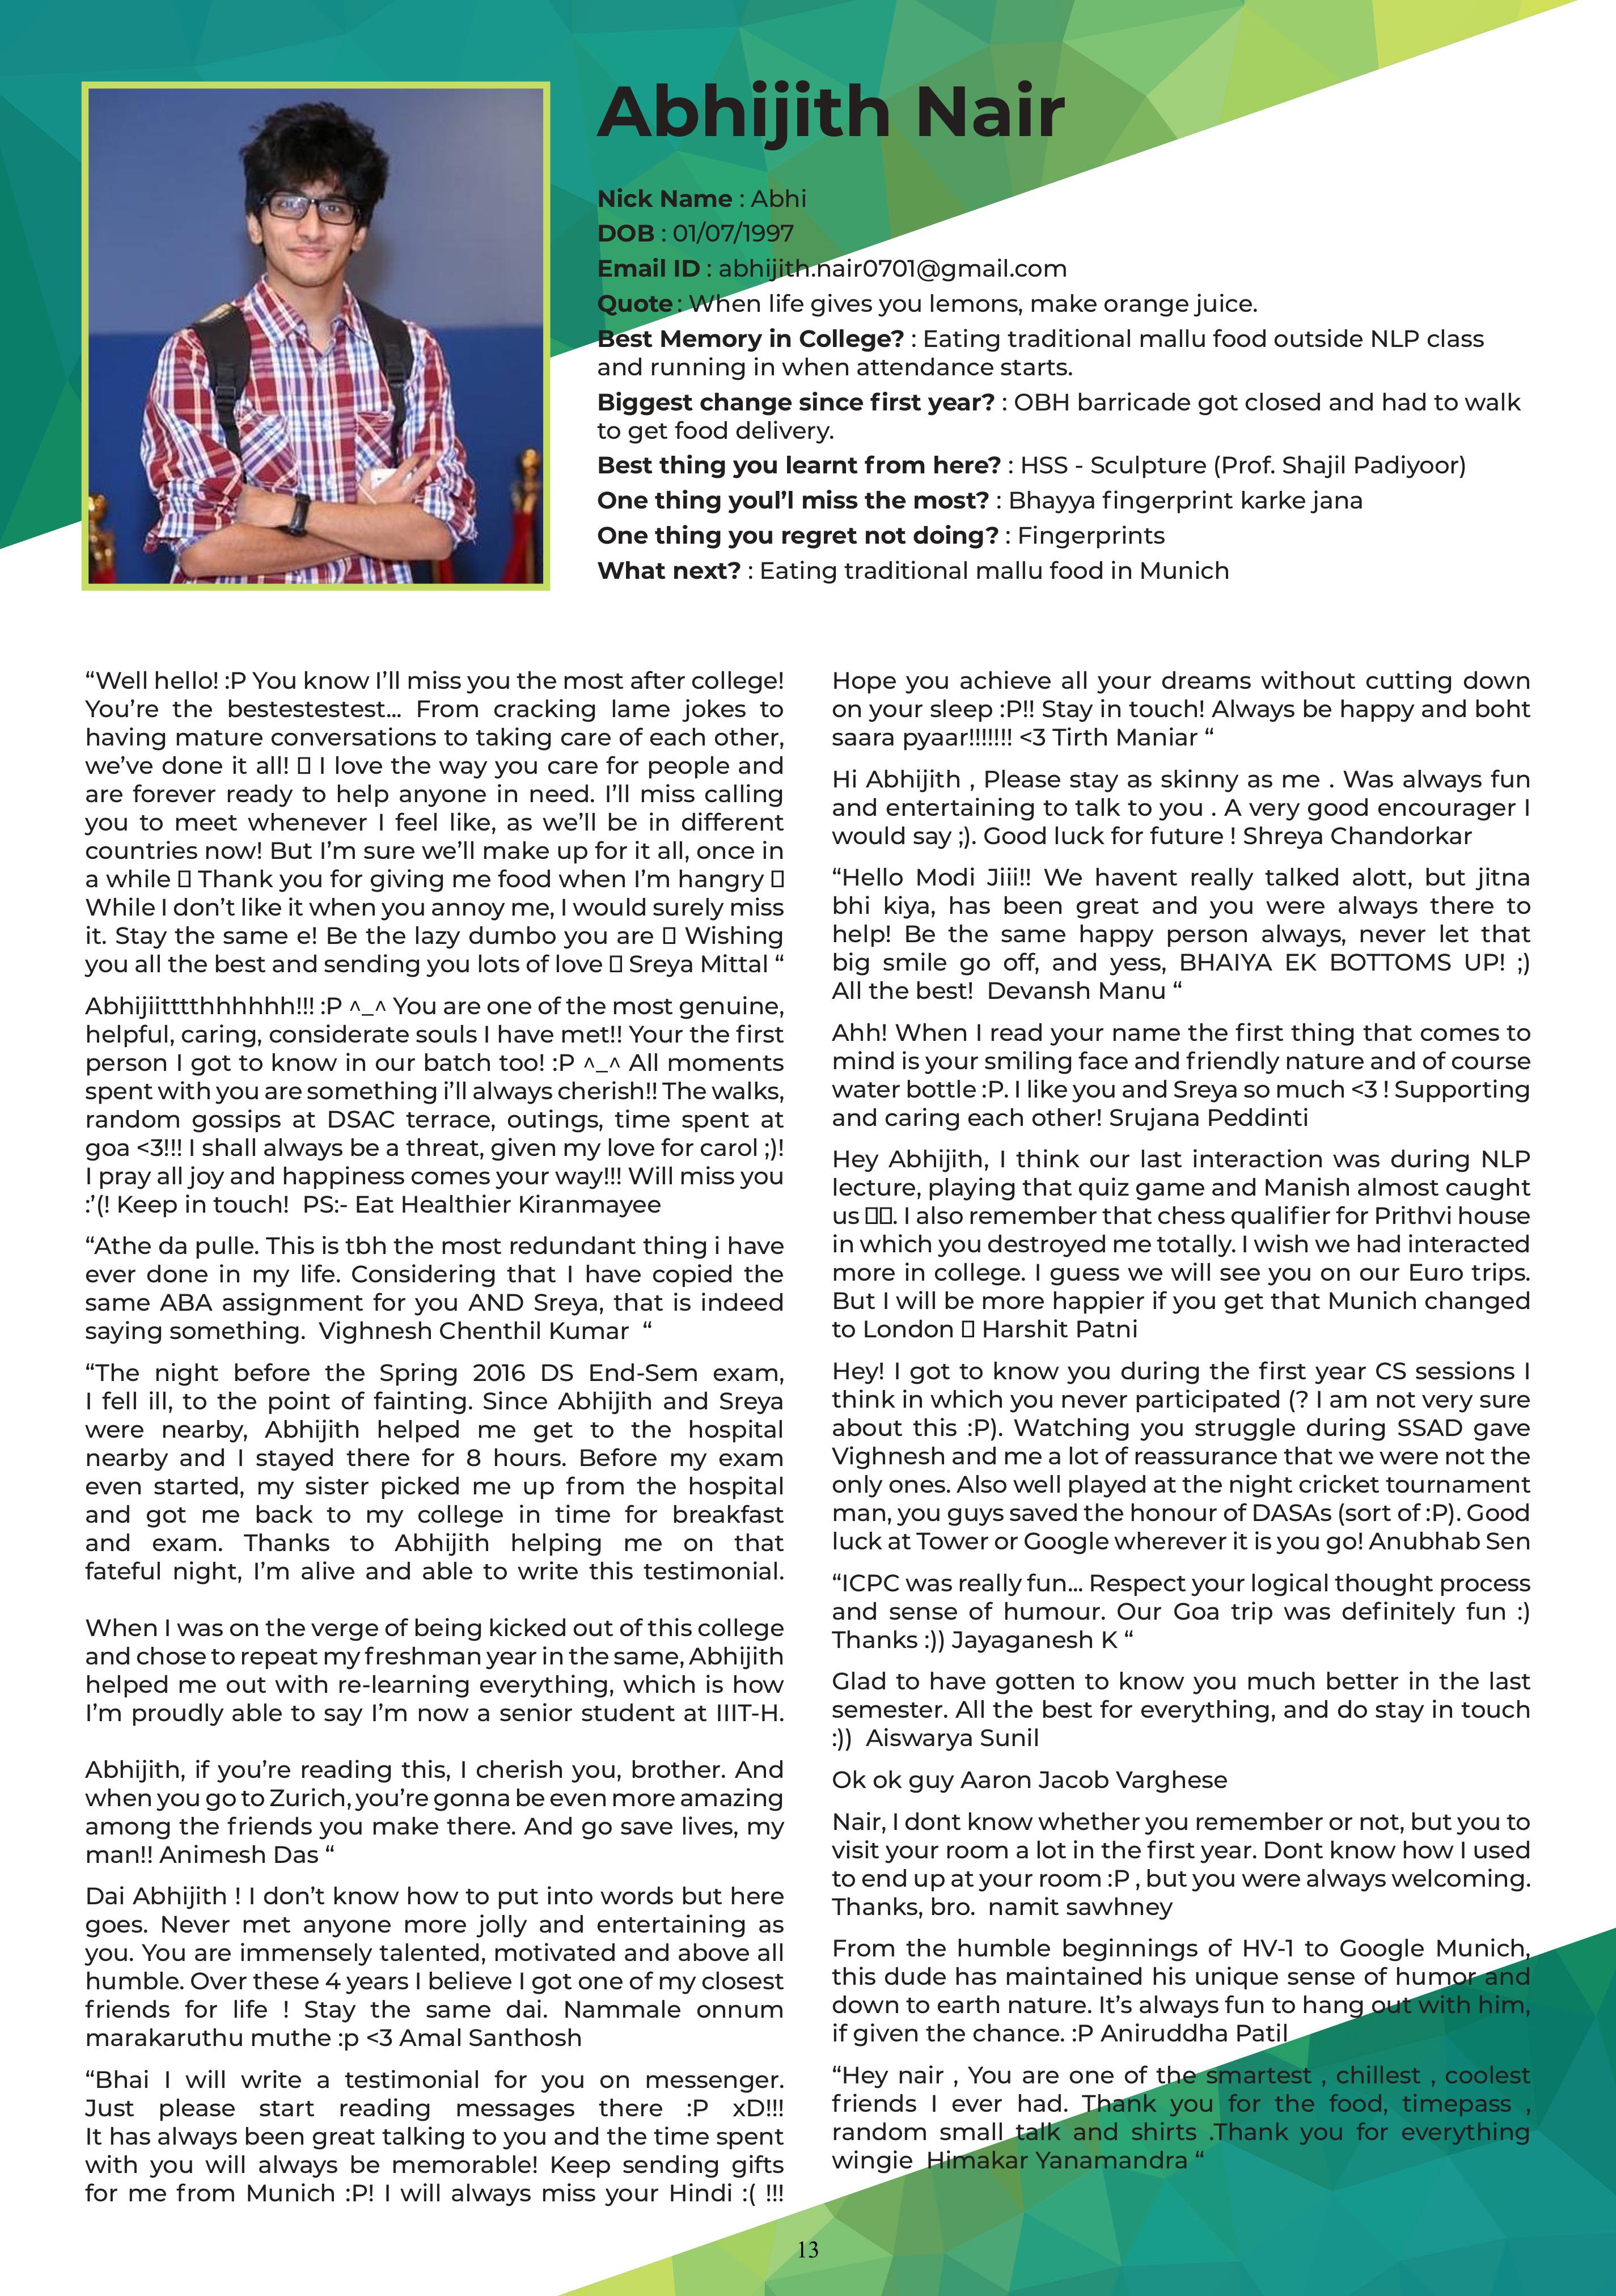 Abhijith Nair
Nick Name : Abhi
DOB : 01/07/1997
Email ID : abhijith.nair0701@gmail.com
Quote : When life gives you lemons, make orange juice.
Best Memory in College? : Eating traditional mallu food outside NLP class
and running in when attendance starts.
Biggest change since first year? : OBH barricade got closed and had to walk
to get food delivery.
Best thing you learnt from here? : HSS - Sculpture (Prof. Shajil Padiyoor)
One thing youl’l miss the most? : Bhayya fingerprint karke jana
One thing you regret not doing? : Fingerprints
What next? : Eating traditional mallu food in Munich
“Well hello! :P You know I’ll miss you the most after college!
You’re the bestestestest... From cracking lame jokes to
having mature conversations to taking care of each other,
we’ve done it all! 􀀀 I love the way you care for people and
are forever ready to help anyone in need. I’ll miss calling
you to meet whenever I feel like, as we’ll be in different
countries now! But I’m sure we’ll make up for it all, once in
a while 􀀀 Thank you for giving me food when I’m hangry 􀀀
While I don’t like it when you annoy me, I would surely miss
it. Stay the same e! Be the lazy dumbo you are 􀀀 Wishing
you all the best and sending you lots of love 􀀀 Sreya Mittal “
Abhijiitttthhhhhh!!! :P ^_^ You are one of the most genuine,
helpful, caring, considerate souls I have met!! Your the first
person I got to know in our batch too! :P ^_^ All moments
spent with you are something i’ll always cherish!! The walks,
random gossips at DSAC terrace, outings, time spent at
goa <3!!! I shall always be a threat, given my love for carol ;)!
I pray all joy and happiness comes your way!!! Will miss you
:’(! Keep in touch! PS:- Eat Healthier Kiranmayee
“Athe da pulle. This is tbh the most redundant thing i have
ever done in my life. Considering that I have copied the
same ABA assignment for you AND Sreya, that is indeed
saying something. Vighnesh Chenthil Kumar “
“The night before the Spring 2016 DS End-Sem exam,
I fell ill, to the point of fainting. Since Abhijith and Sreya
were nearby, Abhijith helped me get to the hospital
nearby and I stayed there for 8 hours. Before my exam
even started, my sister picked me up from the hospital
and got me back to my college in time for breakfast
and exam. Thanks to Abhijith helping me on that
fateful night, I’m alive and able to write this testimonial.
When I was on the verge of being kicked out of this college
and chose to repeat my freshman year in the same, Abhijith
helped me out with re-learning everything, which is how
I’m proudly able to say I’m now a senior student at IIIT-H.
Abhijith, if you’re reading this, I cherish you, brother. And
when you go to Zurich, you’re gonna be even more amazing
among the friends you make there. And go save lives, my
man!! Animesh Das “
Dai Abhijith ! I don’t know how to put into words but here
goes. Never met anyone more jolly and entertaining as
you. You are immensely talented, motivated and above all
humble. Over these 4 years I believe I got one of my closest
friends for life ! Stay the same dai. Nammale onnum
marakaruthu muthe :p <3 Amal Santhosh
“Bhai I will write a testimonial for you on messenger.
Just please start reading messages there :P xD!!!
It has always been great talking to you and the time spent
with you will always be memorable! Keep sending gifts
for me from Munich :P! I will always miss your Hindi :( !!!
Hope you achieve all your dreams without cutting down
on your sleep :P!! Stay in touch! Always be happy and boht
saara pyaar!!!!!!! <3 Tirth Maniar “
Hi Abhijith , Please stay as skinny as me . Was always fun
and entertaining to talk to you . A very good encourager I
would say ;). Good luck for future ! Shreya Chandorkar
“Hello Modi Jiii!! We havent really talked alott, but jitna
bhi kiya, has been great and you were always there to
help! Be the same happy person always, never let that
big smile go off, and yess, BHAIYA EK BOTTOMS UP! ;)
All the best! Devansh Manu “
Ahh! When I read your name the first thing that comes to
mind is your smiling face and friendly nature and of course
water bottle :P. I like you and Sreya so much <3 ! Supporting
and caring each other! Srujana Peddinti
Hey Abhijith, I think our last interaction was during NLP
lecture, playing that quiz game and Manish almost caught
us 􀀀􀀀. I also remember that chess qualifier for Prithvi house
in which you destroyed me totally. I wish we had interacted
more in college. I guess we will see you on our Euro trips.
But I will be more happier if you get that Munich changed
to London 􀀀 Harshit Patni
Hey! I got to know you during the first year CS sessions I
think in which you never participated (? I am not very sure
about this :P). Watching you struggle during SSAD gave
Vighnesh and me a lot of reassurance that we were not the
only ones. Also well played at the night cricket tournament
man, you guys saved the honour of DASAs (sort of :P). Good
luck at Tower or Google wherever it is you go! Anubhab Sen
“ICPC was really fun... Respect your logical thought process
and sense of humour. Our Goa trip was definitely fun :)
Thanks :)) Jayaganesh K “
Glad to have gotten to know you much better in the last
semester. All the best for everything, and do stay in touch
:)) Aiswarya Sunil
Ok ok guy Aaron Jacob Varghese
Nair, I dont know whether you remember or not, but you to
visit your room a lot in the first year. Dont know how I used
to end up at your room :P , but you were always welcoming.
Thanks, bro. namit sawhney
From the humble beginnings of HV-1 to Google Munich,
this dude has maintained his unique sense of humor and
down to earth nature. It’s always fun to hang out with him,
if given the chance. :P Aniruddha Patil
“Hey nair , You are one of the smartest , chillest , coolest
friends I ever had. Thank you for the food, timepass ,
random small talk and shirts .Thank you for everything
wingie Himakar Yanamandra “
13